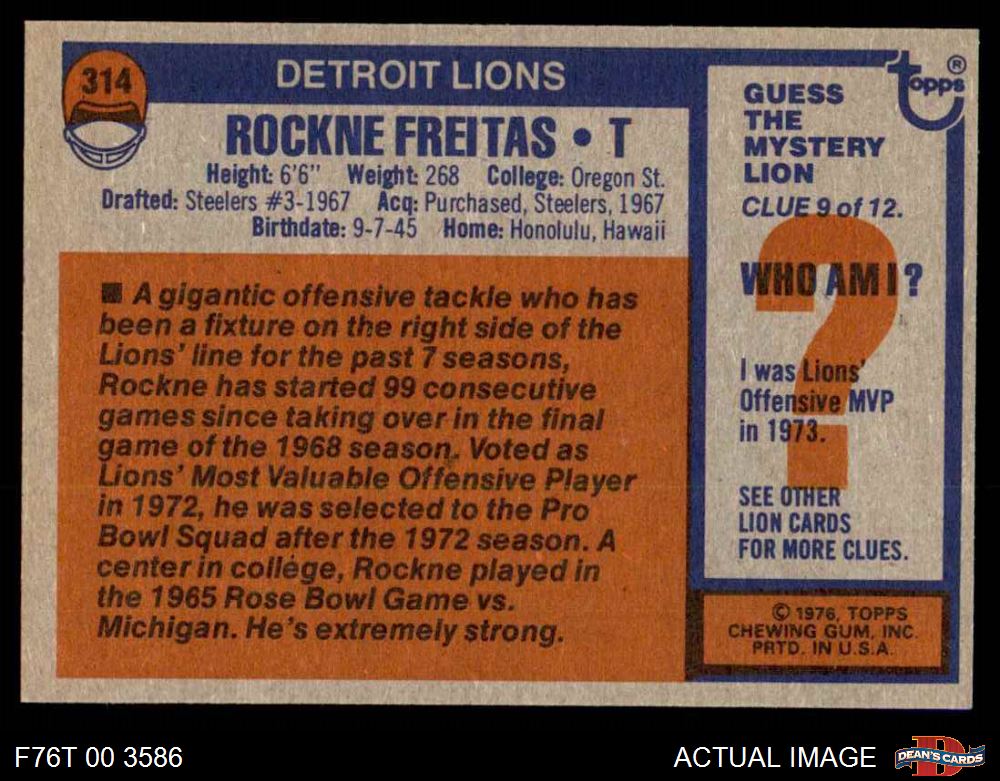 314
DETROIT LIONS
ROCKNE FREITAS • T
Height: 6'6" Weight: 268 College: Oregon St.
Drafted: Steelers #3-1967 Acq: Purchased, Steelers, 1967
Birthdate: 9-7-45 Home: Honolulu, Hawaii
■ A gigantic offensive tackle who has
been a fixture on the right side of the
Lions' line for the past 7 seasons,
Rockne has started 99 consecutive
games since taking over in the final
game of the 1968 season. Voted as
Lions' Most Valuable Offensive Player
in 1972, he was selected to the Pro
Bowl Squad after the 1972 season. A
center in college, Rockne played in
the 1965 Rose Bowl Game vs.
Michigan. He's extremely strong.
topps®
GUESS
THE
MYSTERY
LION
CLUE 9 of 12.
?
WHO AM I?
I was Lions'
Offensive MVP
in 1973.
SEE OTHER
LION CARDS
FOR MORE CLUES.
© 1976, TOPPS
CHEWING GUM, INC.
PRTD. IN U.S.A.
F76T 00 3586
ACTUAL IMAGE
D
DEAN'S CARDS